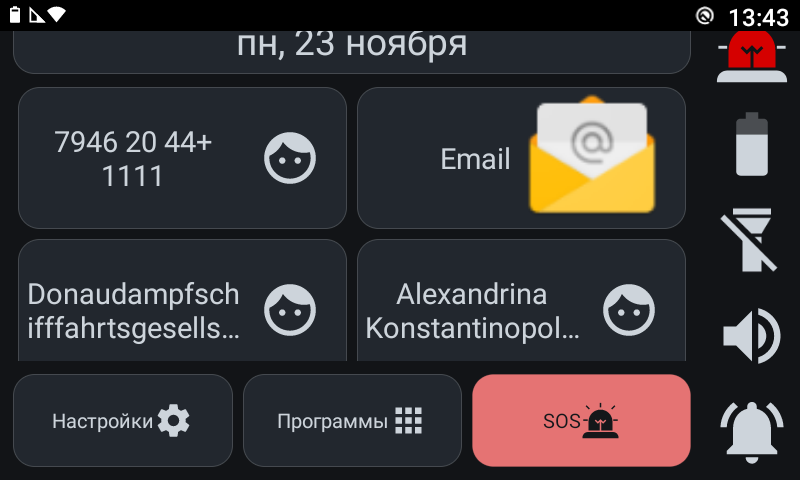 13:43
пн, 23 ноября
7946 20 44+
1111
Email
Donaudampfsch
ifffahrtsgesells…
Alexandrina
Konstantinopol…
Настройки
Программы
SOS